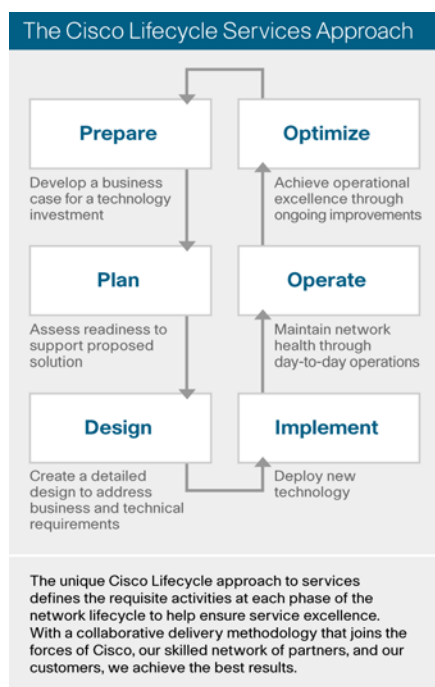 The Cisco Lifecycle Services Approach
Prepare
Develop a business
case for a technology
investment
Plan
Assess readiness to
support proposed
solution
Design
Create a detailed
design to address
business and technical
requirements
Implement
Deploy new
technology
Operate
Maintain network
health through
day-to-day operations
Optimize
Achieve operational
excellence through
ongoing improvements
The unique Cisco Lifecycle approach to services
defines the requisite activities at each phase of the
network lifecycle to help ensure service excellence.
With a collaborative delivery methodology that joins the
forces of Cisco, our skilled network of partners, and our
customers, we achieve the best results.